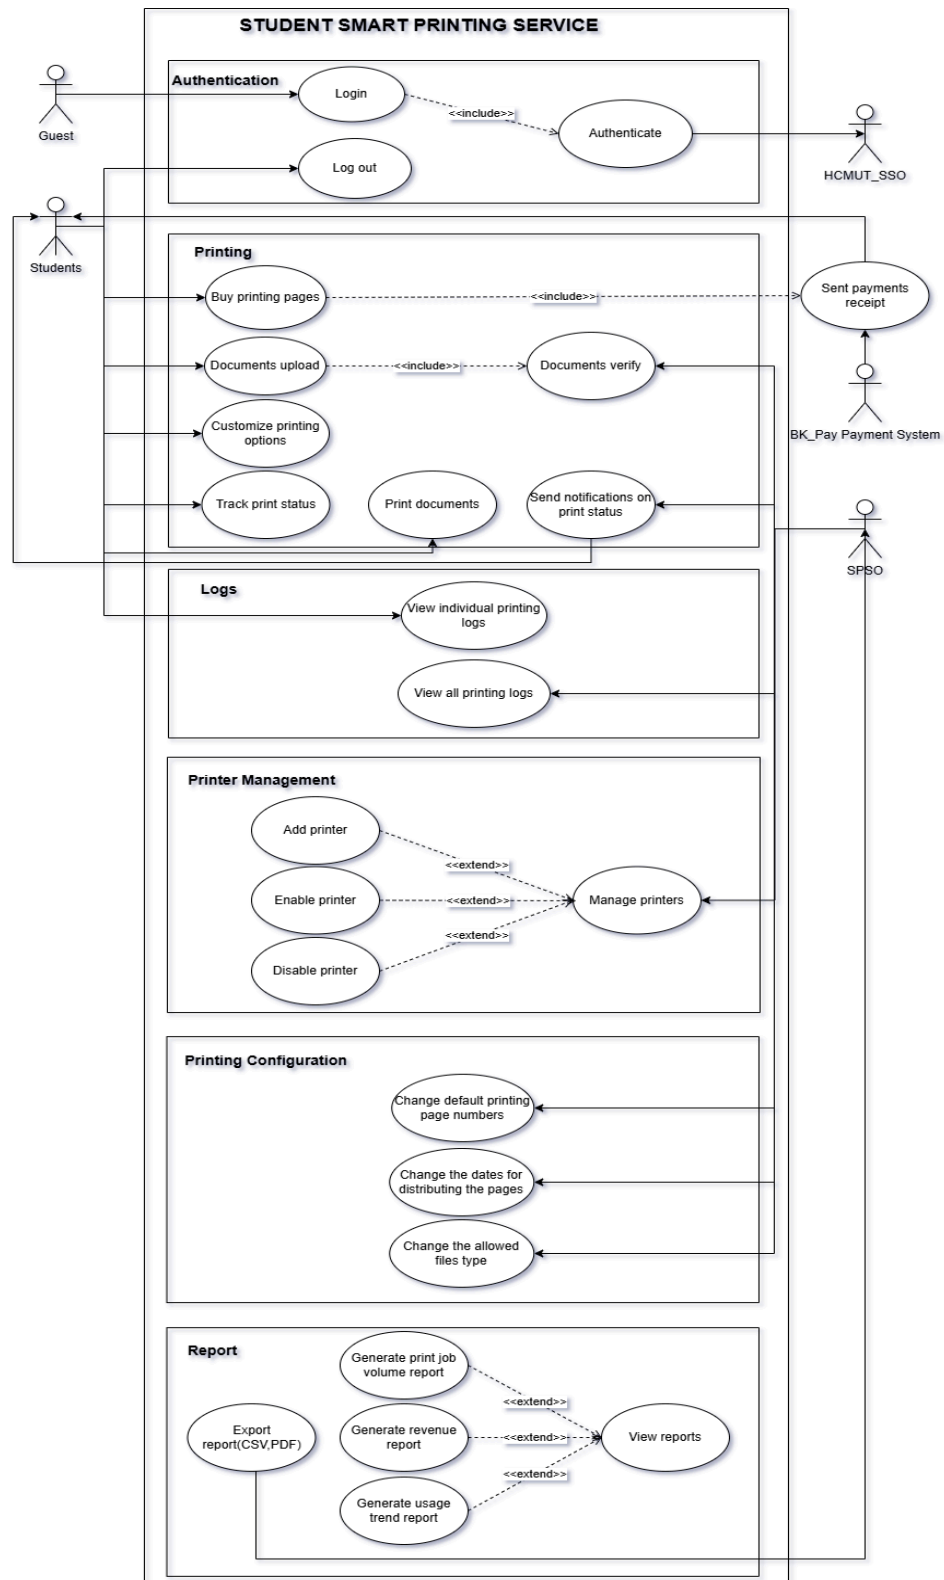 STUDENT SMART PRINTING SERVICE
Authentication
Login
<<include>>
Authenticate
Guest
HCMUT_SSO
Log out
Students
Printing
Buy printing pages
<<include>>
Sent payments
receipt
Documents upload
<<include>>
Documents verify
BK_Pay Payment System
Customize printing
options
Track print status
Print documents
Send notifications on
print status
SPSO
Logs
View individual printing
logs
View all printing logs
Printer Management
Add printer
<<extend>>
Enable printer
<<extend>>
Manage printers
<<extend>>
Disable printer
Printing Configuration
Change default printing
page numbers
Change the dates for
distributing the pages
Change the allowed
files type
Report
Generate print job
volume report
<<extend>>
Export
report(CSV,PDF)
Generate revenue
report
<<extend>>
View reports
<<extend>>
Generate usage
trend report